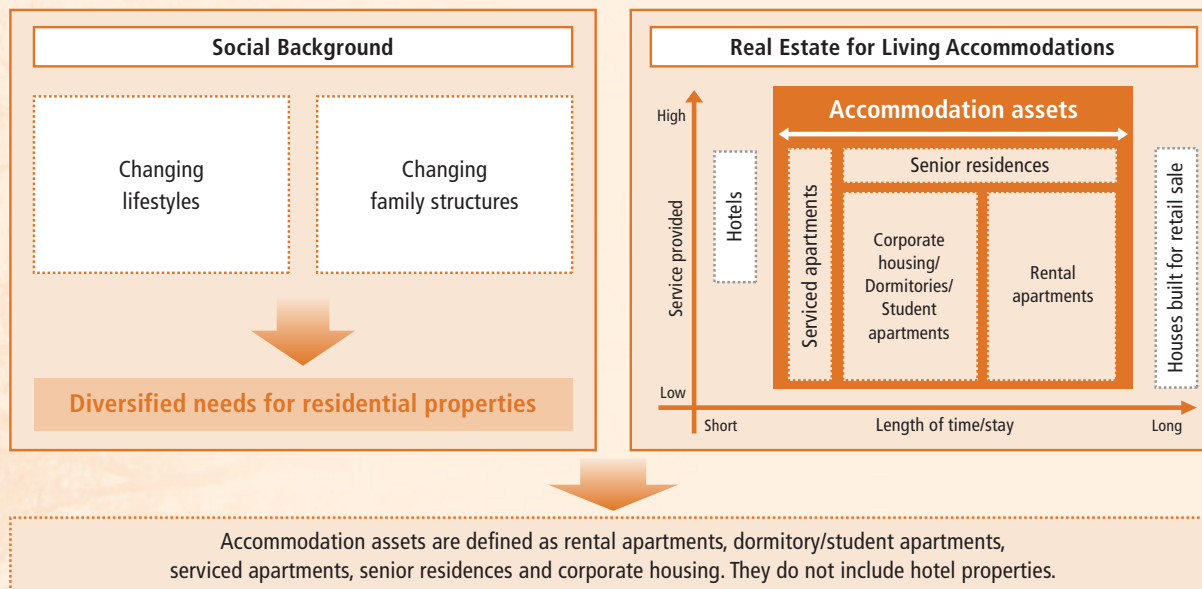 Social Background
Changing
lifestyles
Changing
family structures
Diversified needs for residential properties
Real Estate for Living Accommodations
High
Service provided
Low
Hotels
Accommodation assets
Serviced apartments
Senior residences
Corporate
housing/
Dormitories/
Student
apartments
Rental
apartments
Houses built for retail sale
Short
Length of time/stay
Long
Accommodation assets are defined as rental apartments, dormitory/student apartments,
serviced apartments, senior residences and corporate housing. They do not include hotel properties.